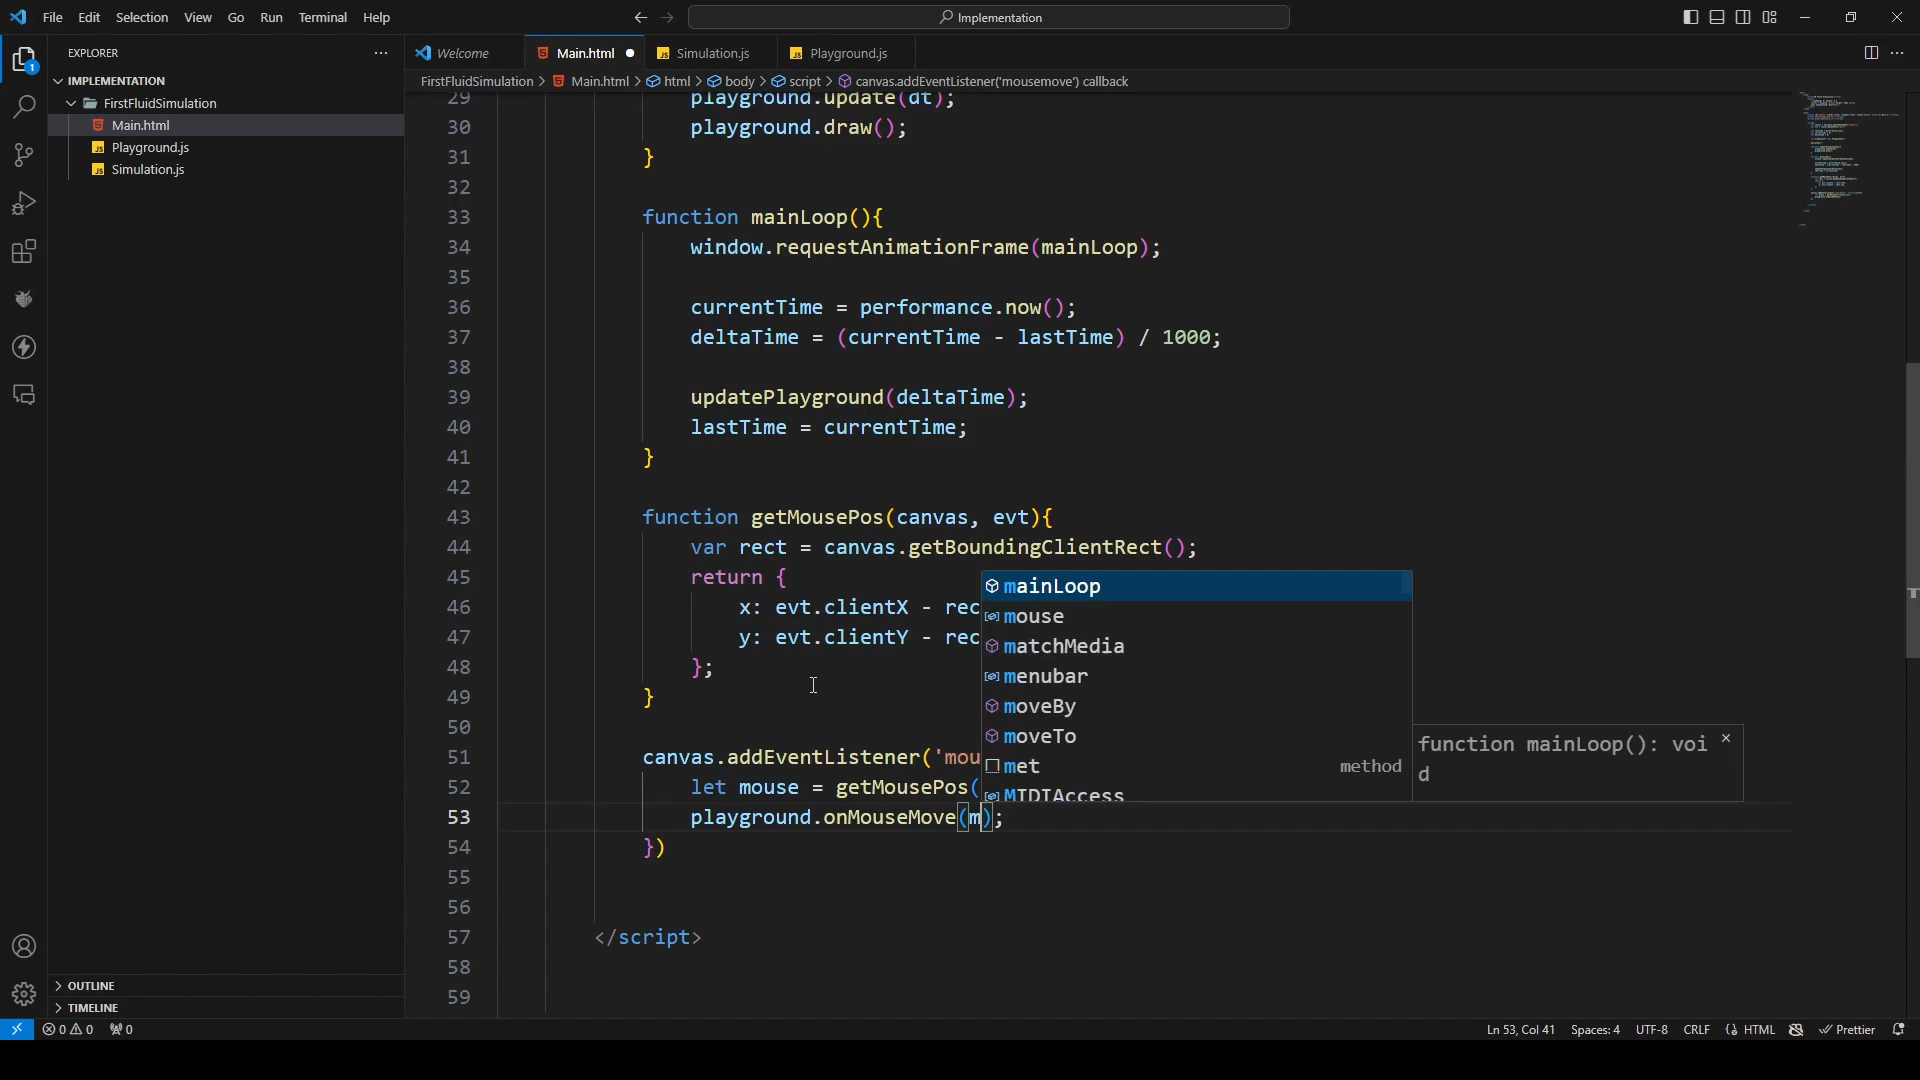 File Edit Selection View Go Run Terminal Help
Implementation
EXPLORER
IMPLEMENTATION
FirstFluidSimulation
Main.html
Playground.js
Simulation.js
OUTLINE
TIMELINE
Welcome Main.html Simulation.js Playground.js
FirstFluidSimulation > Main.html > html > body > script > canvas.addEventListener('mousemove') callback
29 playground.update(dt);
30 playground.draw();
31 }
32
33 function mainLoop(){
34 window.requestAnimationFrame(mainLoop);
35
36 currentTime = performance.now();
37 deltaTime = (currentTime - lastTime) / 1000;
38
39 updatePlayground(deltaTime);
40 lastTime = currentTime;
41 }
42
43 function getMousePos(canvas, evt){
44 var rect = canvas.getBoundingClientRect();
45 return {
46 x: evt.clientX - rec
47 y: evt.clientY - rec
48 };
49 }
50
51 canvas.addEventListener('mou
52 let mouse = getMousePos(
53 playground.onMouseMove(m);
54 })
55
56
57 </script>
58
59
mainLoop
mouse
matchMedia
menubar
moveBy
moveTo
met method
MIDIAccess
function mainLoop(): voi
d
1
0 0 0
Ln 53, Col 41 Spaces: 4 UTF-8 CRLF HTML Prettier